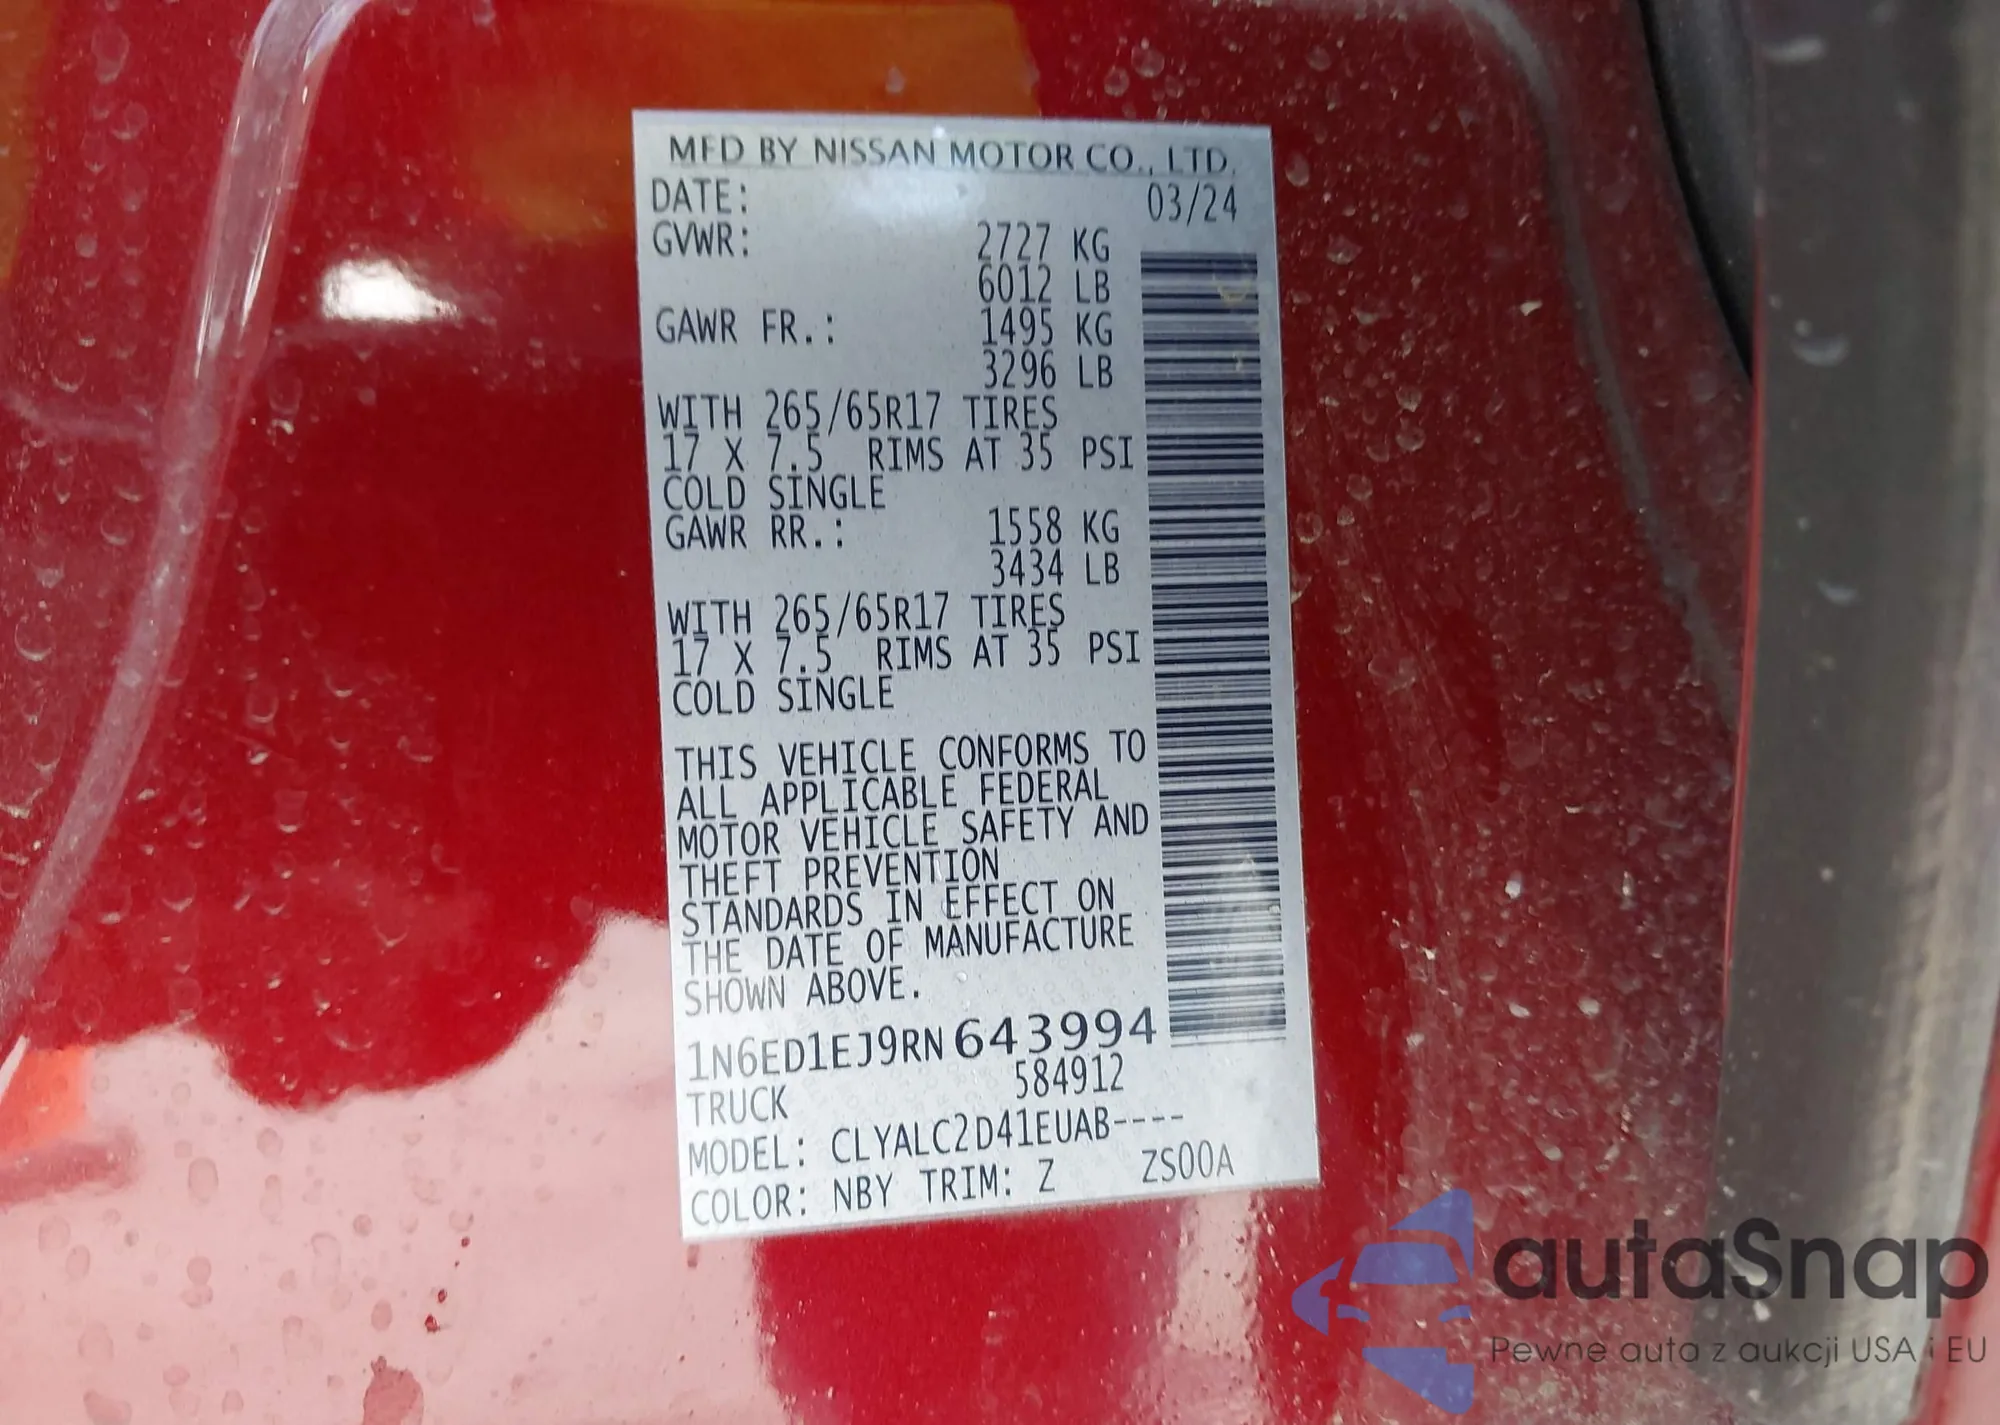 MFD BY NISSAN MOTOR CO., LTD.
DATE: 03/24
GVWR: 2727 KG
6012 LB
GAWR FR.: 1495 KG
3296 LB
WITH 265/65R17 TIRES
17 X 7.5 RIMS AT 35 PSI
COLD SINGLE
GAWR RR.: 1558 KG
3434 LB
WITH 265/65R17 TIRES
17 X 7.5 RIMS AT 35 PSI
COLD SINGLE
THIS VEHICLE CONFORMS TO
ALL APPLICABLE FEDERAL
MOTOR VEHICLE SAFETY AND
THEFT PREVENTION
STANDARDS IN EFFECT ON
THE DATE OF MANUFACTURE
SHOWN ABOVE.
1N6ED1EJ9RN643994
TRUCK 584912
MODEL: CLYALC2D41EUAB----
COLOR: NBY TRIM: Z ZS00A
autaSnap
Pewne auta z aukcji USA i EU